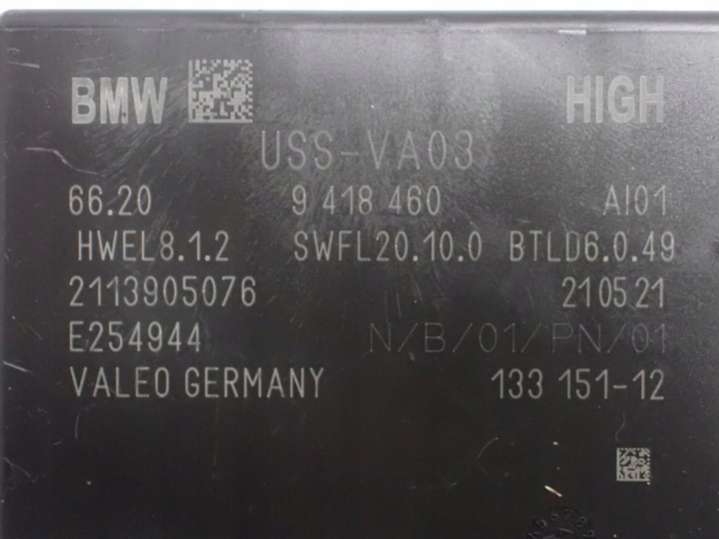 BMW HIGH
USS-VA03
66.20 9 418 460 AI01
HWEL8.1.2 SWFL20.10.0 BTLD6.0.49
2113905076 210521
E254944 N/B/01/PN/01
VALEO GERMANY 133 151-12